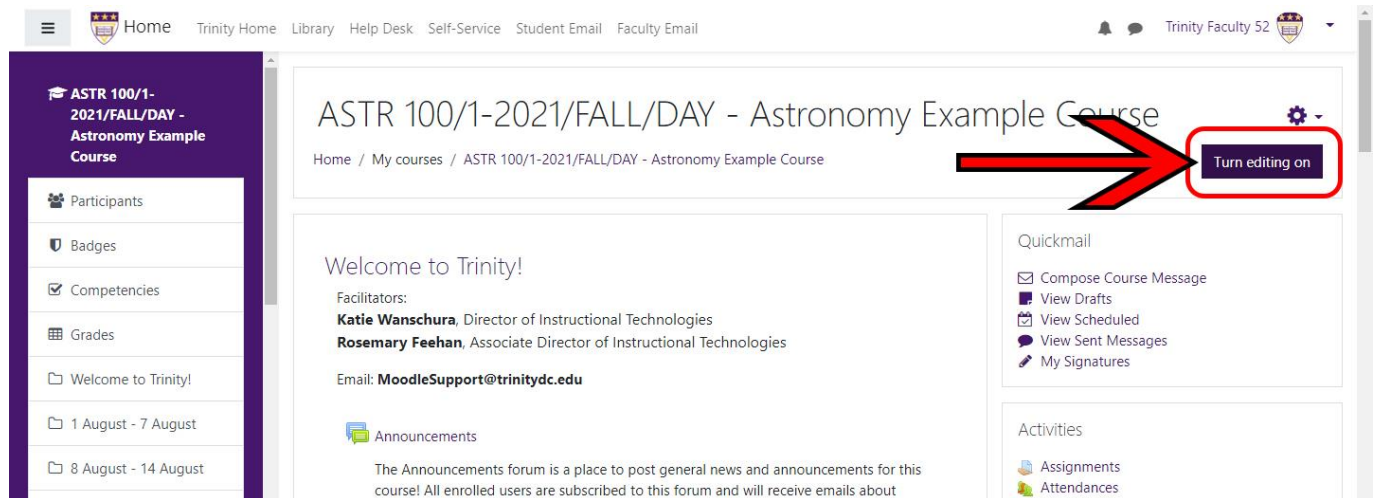 Home Trinity Home Library Help Desk Self-Service Student Email Faculty Email Trinity Faculty 52
ASTR 100/1-
2021/FALL/DAY -
Astronomy Example
Course
Participants
Badges
Competencies
Grades
Welcome to Trinity!
1 August - 7 August
8 August - 14 August
ASTR 100/1-2021/FALL/DAY - Astronomy Example Course
Home / My courses / ASTR 100/1-2021/FALL/DAY - Astronomy Example Course
Turn editing on
Welcome to Trinity!
Facilitators:
Katie Wanschura, Director of Instructional Technologies
Rosemary Feehan, Associate Director of Instructional Technologies
Email: MoodleSupport@trinitydc.edu
Announcements
The Announcements forum is a place to post general news and announcements for this
course! All enrolled users are subscribed to this forum and will receive emails about
Quickmail
Compose Course Message
View Drafts
View Scheduled
View Sent Messages
My Signatures
Activities
Assignments
Attendances